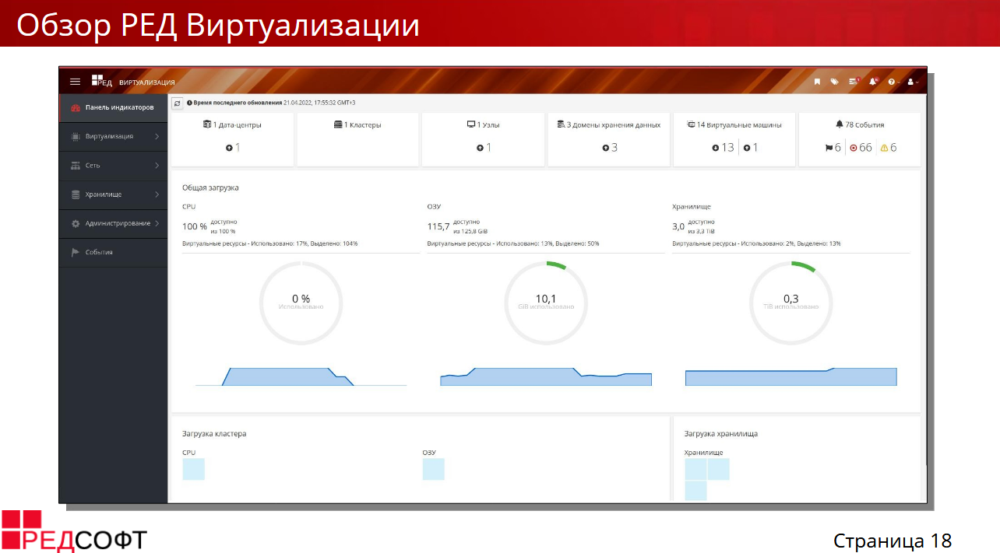 Обзор РЕД Виртуализации
РЕД ВИРТУАЛИЗАЦИЯ
Панель индикаторов
Виртуализация
Сеть
Хранилище
Администрирование
События
Время последнего обновления 21.04.2022, 17:55:32 GMT+3
1 Дата-центры
1
1 Кластеры
1 Узлы
1
3 Домены хранения данных
3
14 Виртуальные машины
13 1
78 События
6 66 6
Общая загрузка
CPU
100 % доступно
из 100 %
Виртуальные ресурсы - Использовано: 17%, Выделено: 104%
0 %
Использовано
ОЗУ
115,7 доступно
из 125,8 GiB
Виртуальные ресурсы - Использовано: 13%, Выделено: 50%
10,1
GiB использовано
Хранилище
3,0 доступно
из 3,3 TiB
Виртуальные ресурсы - Использовано: 2%, Выделено: 13%
0,3
TiB использовано
Загрузка кластера
CPU
ОЗУ
Загрузка хранилища
Хранилище
РЕДСОФТ
Страница 18